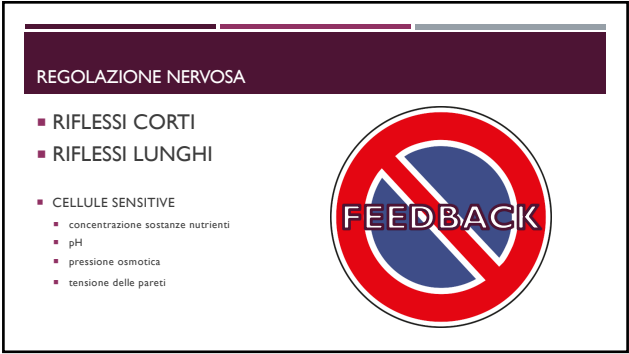 REGOLAZIONE NERVOSA
RIFLESSI CORTI
RIFLESSI LUNGHI
CELLULE SENSITIVE
concentrazione sostanze nutrienti
pH
pressione osmotica
tensione delle pareti
FEEDBACK